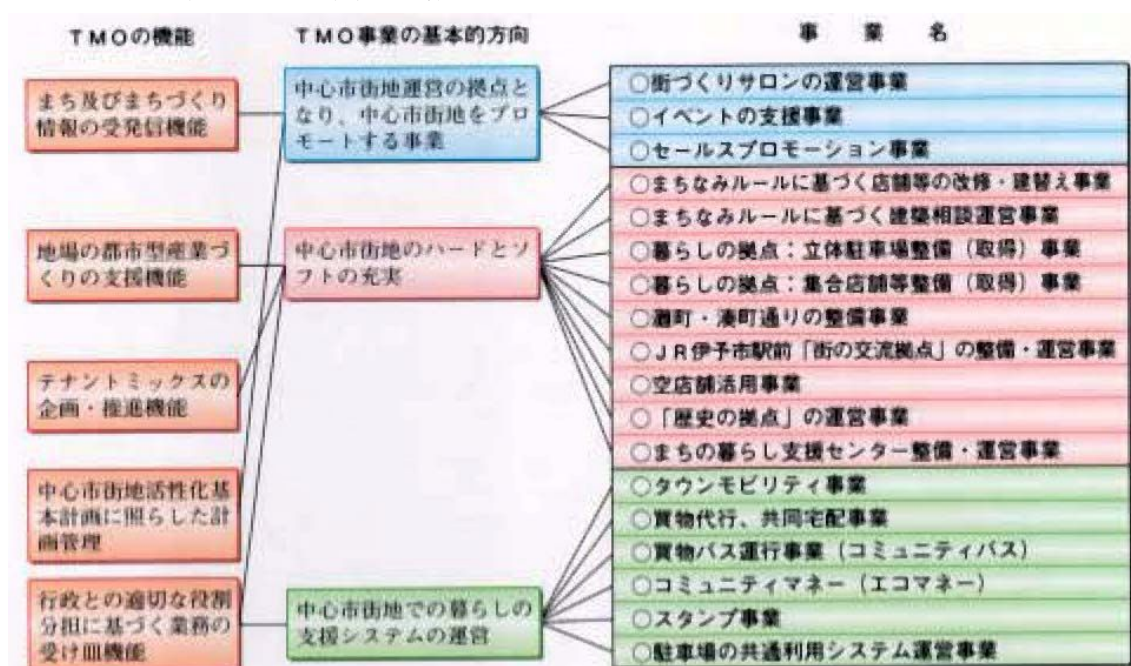 TMOの機能
TMO事業の基本的方向
事業名
まち及びまちづくり
情報の受発信機能
地場の都市型産業づ
くりの支援機能
テナントミックスの
企画・推進機能
中心市街地活性化基
本計画に照らした計
画管理
行政との適切な役割
分担に基づく業務の
受け皿機能
中心市街地運営の拠点と
なり、中心市街地をプロ
モートする事業
中心市街地のハードとソ
フトの充実
中心市街地での暮らしの
支援システムの運営
○街づくりサロンの運営事業
○イベントの支援事業
○セールスプロモーション事業
○まちなみルールに基づく店舗等の改修・建替え事業
○まちなみルールに基づく建築相談運営事業
○暮らしの拠点：立体駐車場整備（取得）事業
○暮らしの拠点：集合店舗等整備（取得）事業
○灘町・湊町通りの整備事業
○JR伊予市駅前「街の交流拠点」の整備・運営事業
○空店舗活用事業
○「歴史の拠点」の運営事業
○まちの暮らし支援センター整備・運営事業
○タウンモビリティ事業
○買物代行、共同宅配事業
○買物バス運行事業（コミュニティバス）
○コミュニティマネー（エコマネー）
○スタンプ事業
○駐車場の共通利用システム運営事業